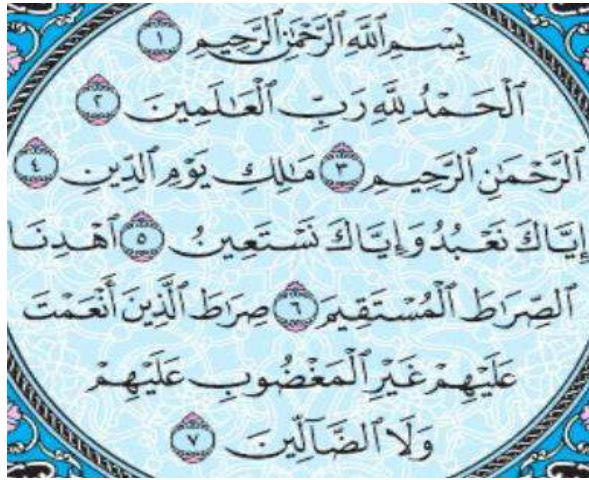 بِسْمِ ٱللَّهِ ٱلرَّحْمَٰنِ ٱلرَّحِيمِ ١
ٱلْحَمْدُ لِلَّهِ رَبِّ ٱلْعَٰلَمِينَ ٢
ٱلرَّحْمَٰنِ ٱلرَّحِيمِ ٣ مَٰلِكِ يَوْمِ ٱلدِّينِ ٤
إِيَّاكَ نَعْبُدُ وَإِيَّاكَ نَسْتَعِينُ ٥ ٱهْدِنَا
ٱلصِّرَٰطَ ٱلْمُسْتَقِيمَ ٦ صِرَٰطَ ٱلَّذِينَ أَنْعَمْتَ
عَلَيْهِمْ غَيْرِ ٱلْمَغْضُوبِ عَلَيْهِمْ
وَلَا ٱلضَّآلِّينَ ٧